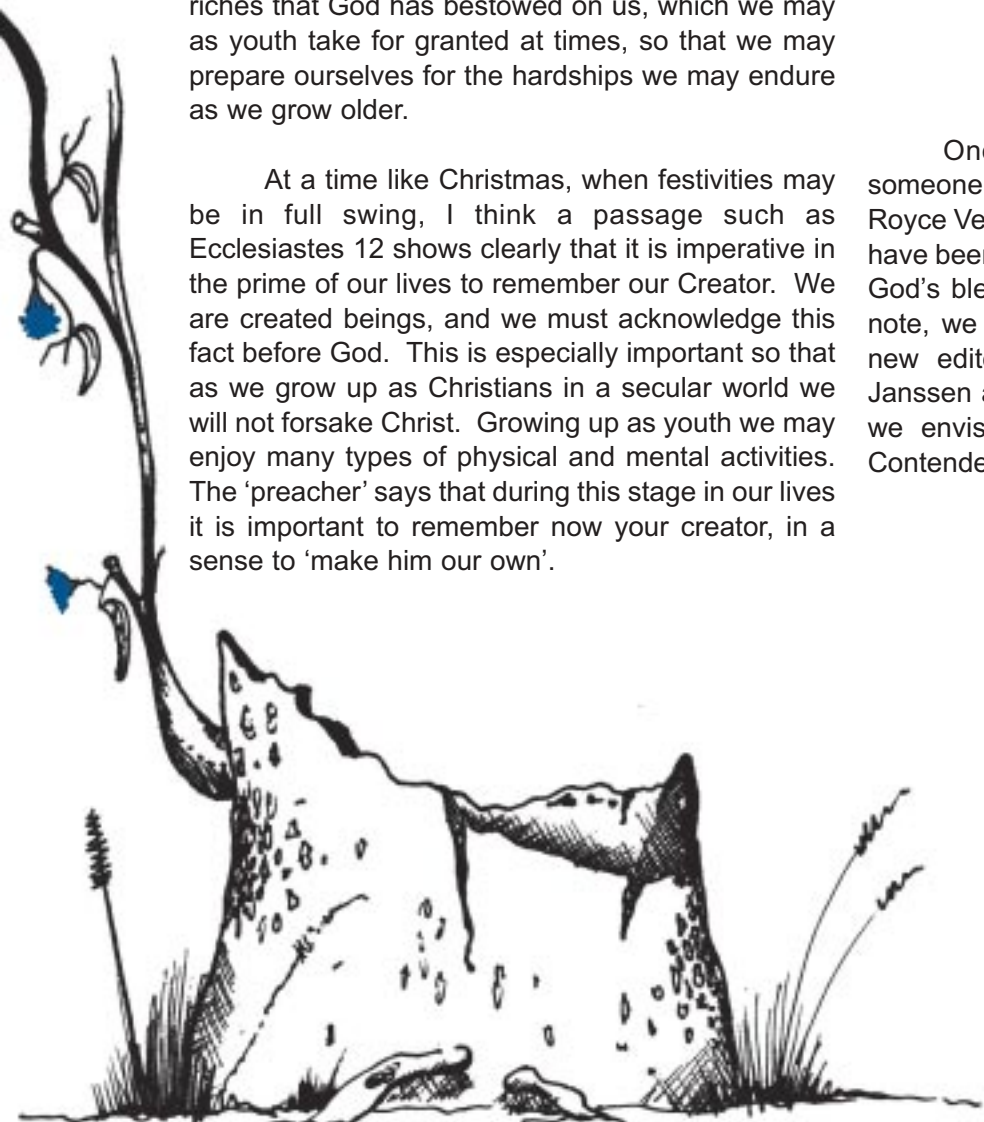 riches that God has bestowed on us, which we may
as youth take for granted at times, so that we may
prepare ourselves for the hardships we may endure
as we grow older.
At a time like Christmas, when festivities may
be in full swing, I think a passage such as
Ecclesiastes 12 shows clearly that it is imperative in
the prime of our lives to remember our Creator. We
are created beings, and we must acknowledge this
fact before God. This is especially important so that
as we grow up as Christians in a secular world we
will not forsake Christ. Growing up as youth we may
enjoy many types of physical and mental activities.
The ‘preacher’ says that during this stage in our lives
it is important to remember now your creator, in a
sense to ‘make him our own’.
someone
Royce
have been
God’s
note, we
new
Janssen
we